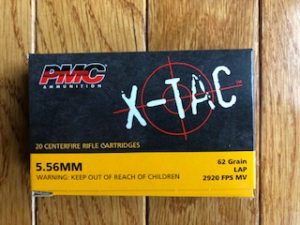 PMC
AMMUNITION
X-TAC
20 CENTERFIRE RIFLE CARTRIDGES
5.56MM
WARNING: KEEP OUT OF REACH OF CHILDREN
62 Grain
LAP
2920 FPS MV